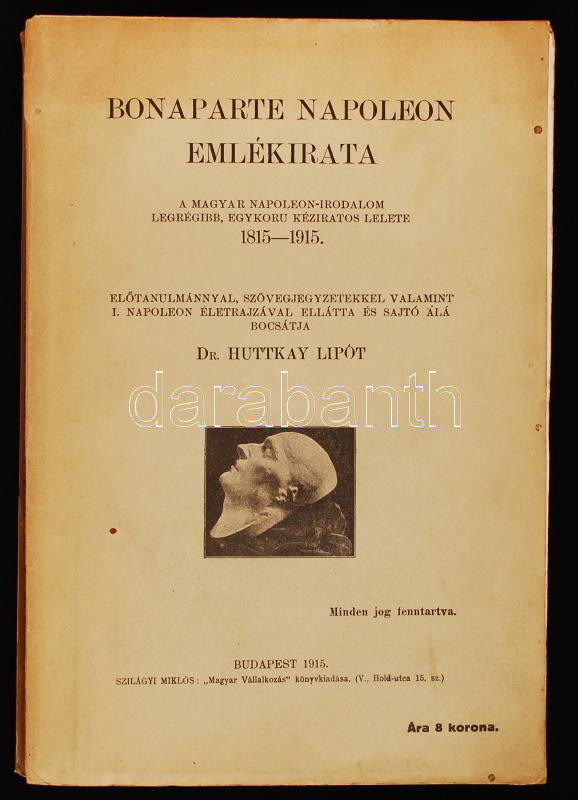 BONAPARTE NAPOLEON
EMLÉKIRATA
A MAGYAR NAPOLEON-IRODALOM
LEGRÉGIBB, EGYKORU KÉZIRATOS LELETE
1815—1915.
ELŐTANULMÁNNYAL, SZÖVEGJEGYZETEKKEL VALAMINT
I. NAPOLEON ÉLETRAJZÁVAL ELLÁTTA ÉS SAJTÓ ALÁ
BOCSÁTJA
DR. HUTTKAY LIPÓT
darabanth
Minden jog fenntartva.
BUDAPEST 1915.
SZILÁGYI MIKLÓS: „Magyar Vállalkozás" könyvkiadása. (V., Hold-utca 15. sz.)
Ára 8 korona.